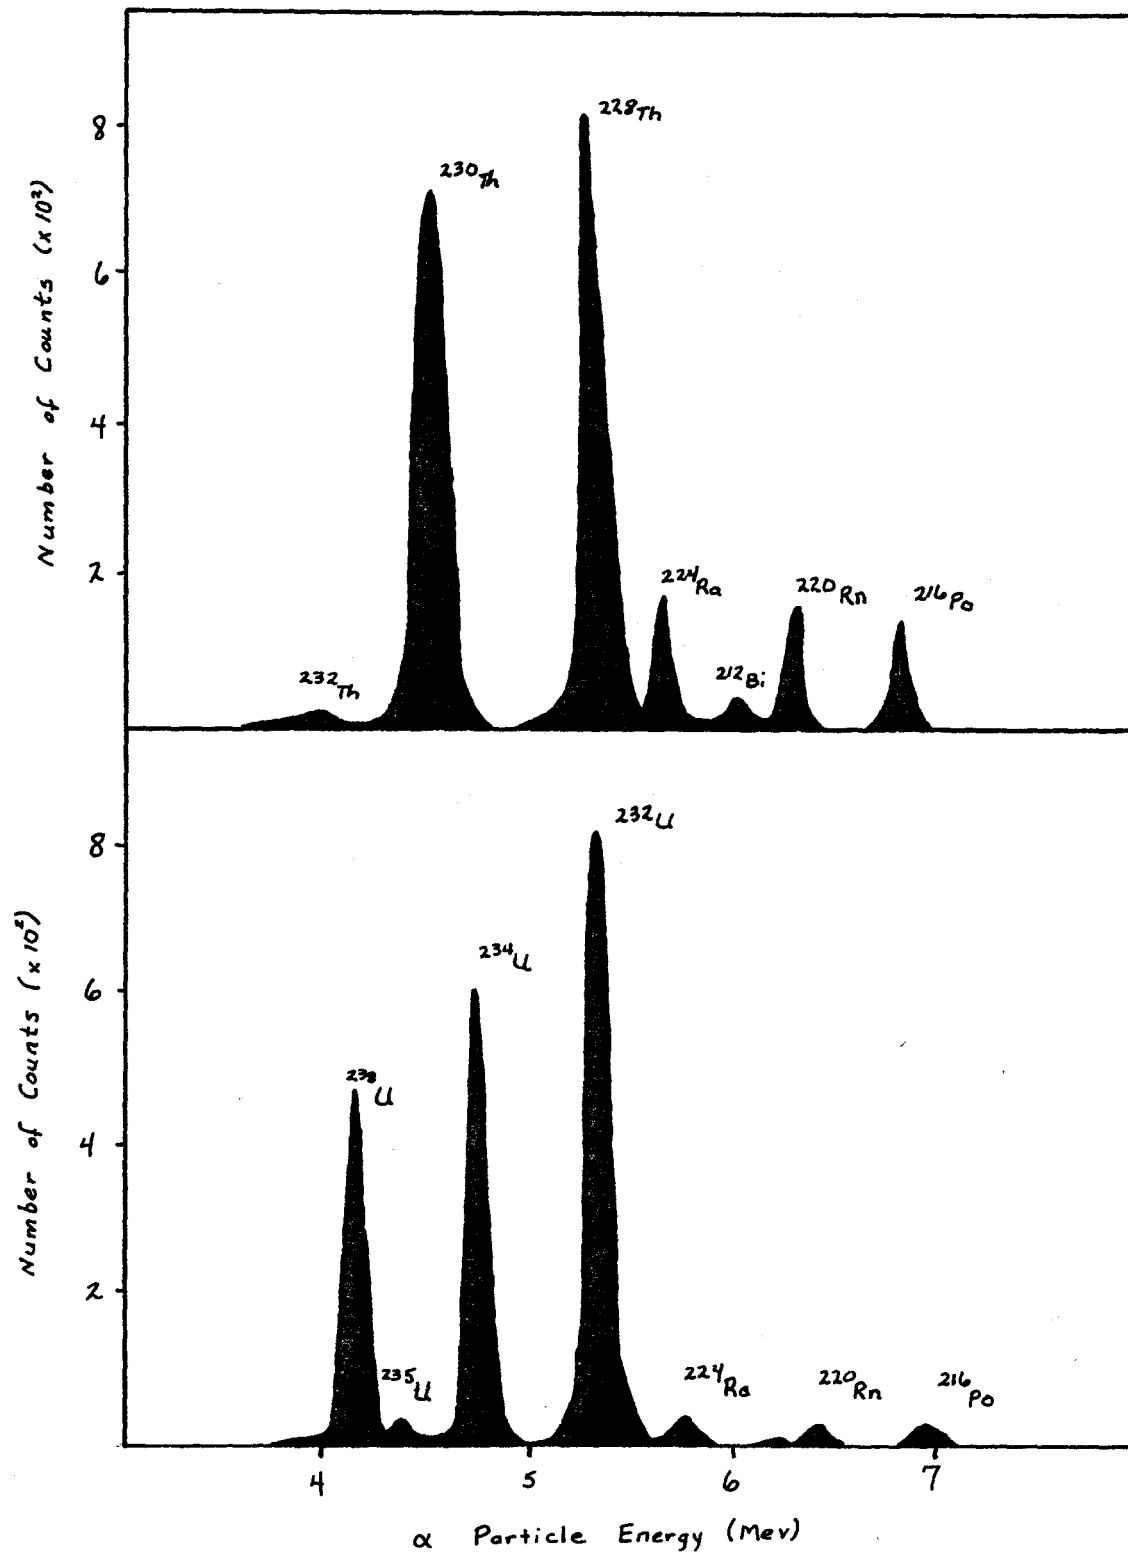 Number of Counts (x 10²)
8
6
4
2
²³²Th
²³⁰Th
²²⁸Th
²²⁴Ra
²¹²Bi
²²⁰Rn
²¹⁶Po
Number of Counts (x 10²)
8
6
4
2
²³⁸U
²³⁵U
²³⁴U
²³²U
²²⁴Ra
²²⁰Rn
²¹⁶Po
4 5 6 7
α Particle Energy (Mev)